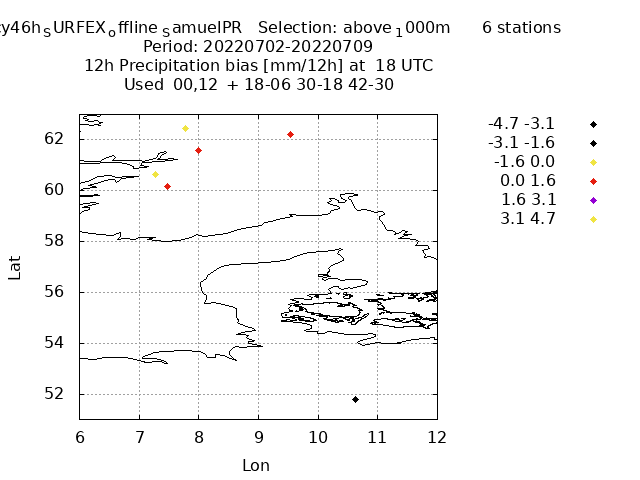 cy46h_SURFEX_offline_SamuelPR Selection: above_1000m 6 stations
Period: 20220702-20220709
12h Precipitation bias [mm/12h] at 18 UTC
Used 00,12 + 18-06 30-18 42-30
-4.7 -3.1
-3.1 -1.6
-1.6 0.0
0.0 1.6
1.6 3.1
3.1 4.7
Lat
62
60
58
56
54
52
6 7 8 9 10 11 12
Lon